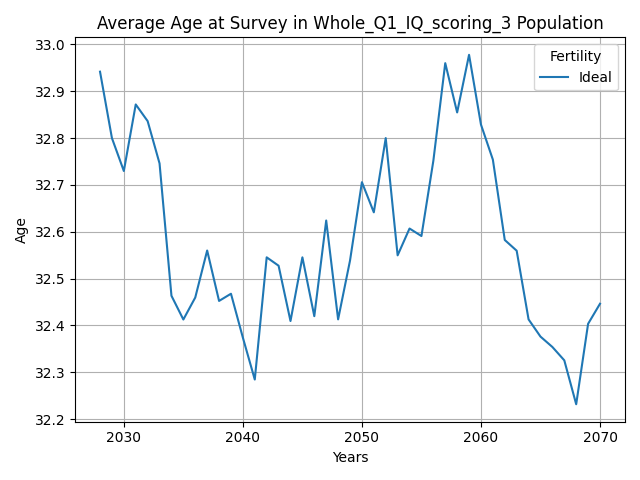 Average Age at Survey in Whole_Q1_IQ_scoring_3 Population
Fertility
Ideal
33.0
32.9
32.8
32.7
32.6
32.5
32.4
32.3
32.2
Age
2030 2040 2050 2060 2070
Years